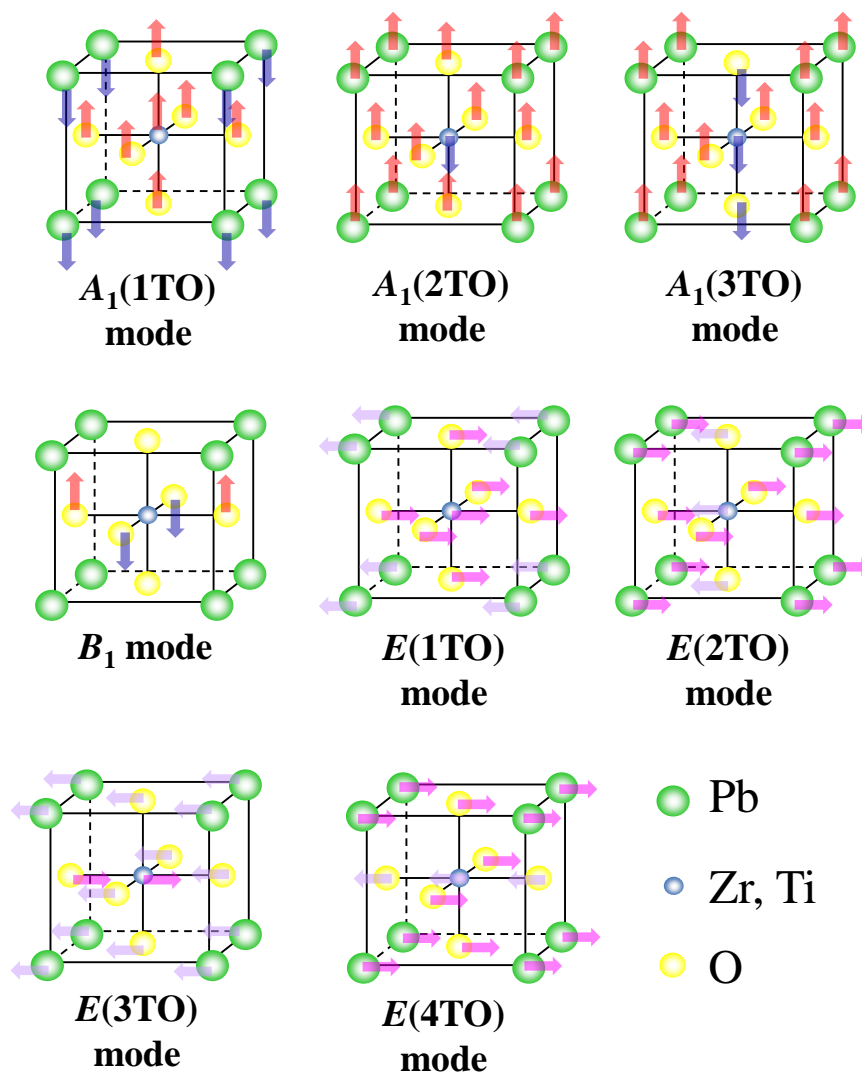 A1(1TO)
mode
A1(2TO)
mode
A1(3TO)
mode
B1 mode
E(1TO)
mode
E(2TO)
mode
E(3TO)
mode
E(4TO)
mode
Pb
Zr, Ti
O